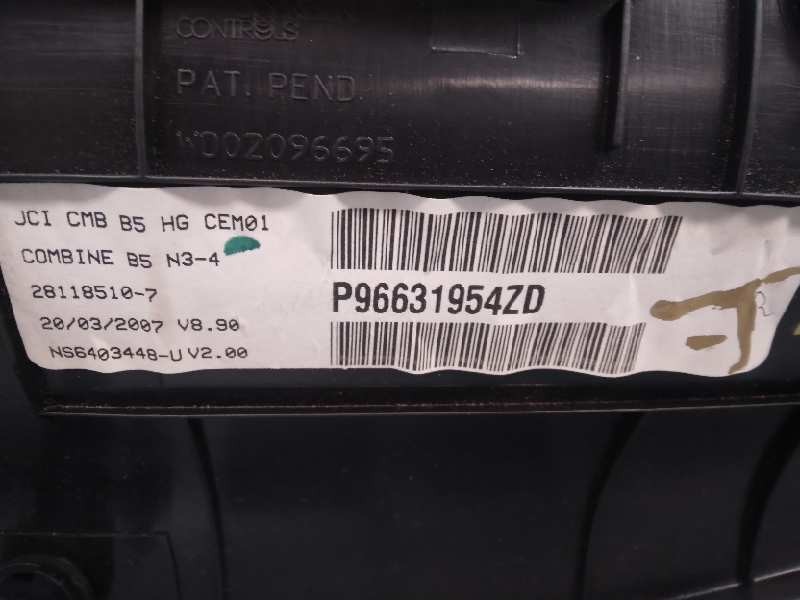 CONTROLS
PAT. PEND.
W002096695
JCI CMB B5 HG CEM01
COMBINE B5 N3-4
28118510-7
20/03/2007 V8.90
NS6403448-U V2.00
P96631954ZD
R